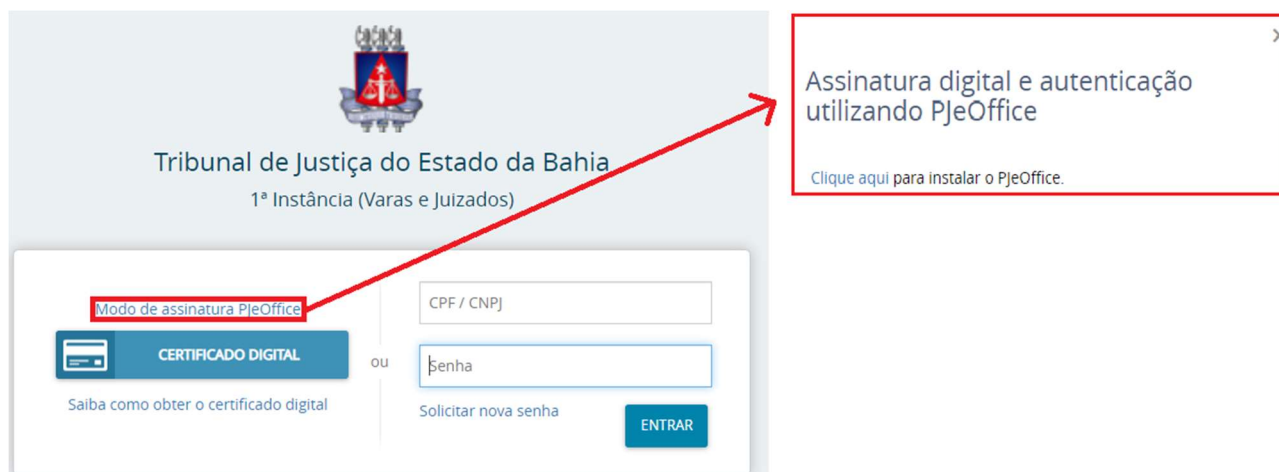 Tribunal de Justiça do Estado da Bahia
1ª Instância (Varas e Juizados)
Modo de assinatura PJeOffice
CERTIFICADO DIGITAL
Saiba como obter o certificado digital
ou
CPF / CNPJ
Senha
Solicitar nova senha
ENTRAR
Assinatura digital e autenticação
utilizando PJeOffice
Clique aqui para instalar o PJeOffice.